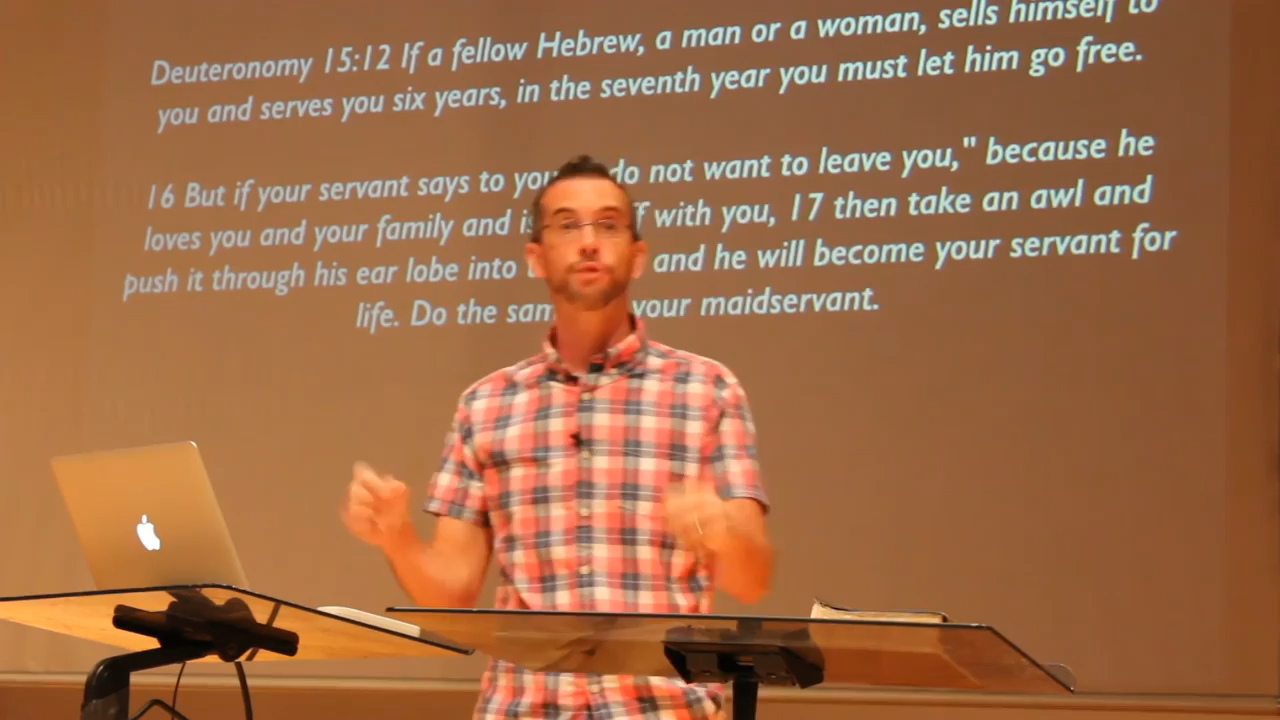 Deuteronomy 15:12 If a fellow Hebrew, a man or a woman, sells himself to
you and serves you six years, in the seventh year you must let him go free.
16 But if your servant says to you do not want to leave you," because he
loves you and your family and is f with you, 17 then take an awl and
push it through his ear lobe into and he will become your servant for
life. Do the sam your maidservant.